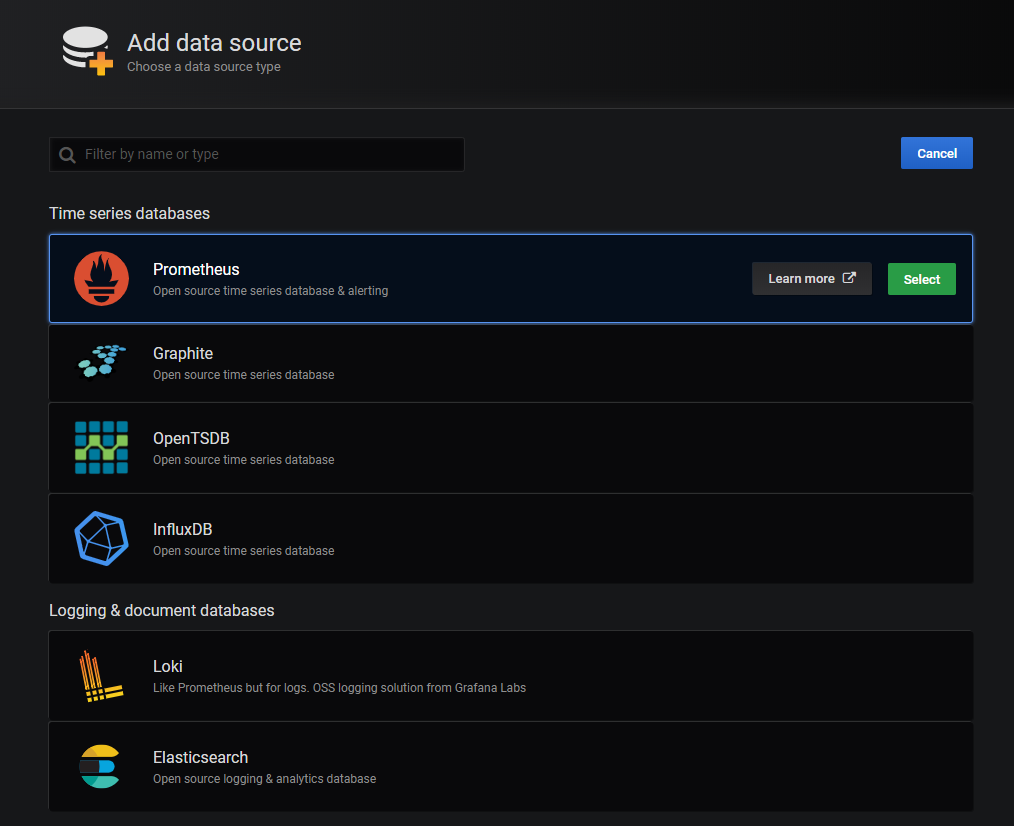 Add data source
Choose a data source type
Filter by name or type
Cancel
Time series databases
Prometheus
Open source time series database & alerting
Learn more
Select
Graphite
Open source time series database
OpenTSDB
Open source time series database
InfluxDB
Open source time series database
Logging & document databases
Loki
Like Prometheus but for logs. OSS logging solution from Grafana Labs
Elasticsearch
Open source logging & analytics database